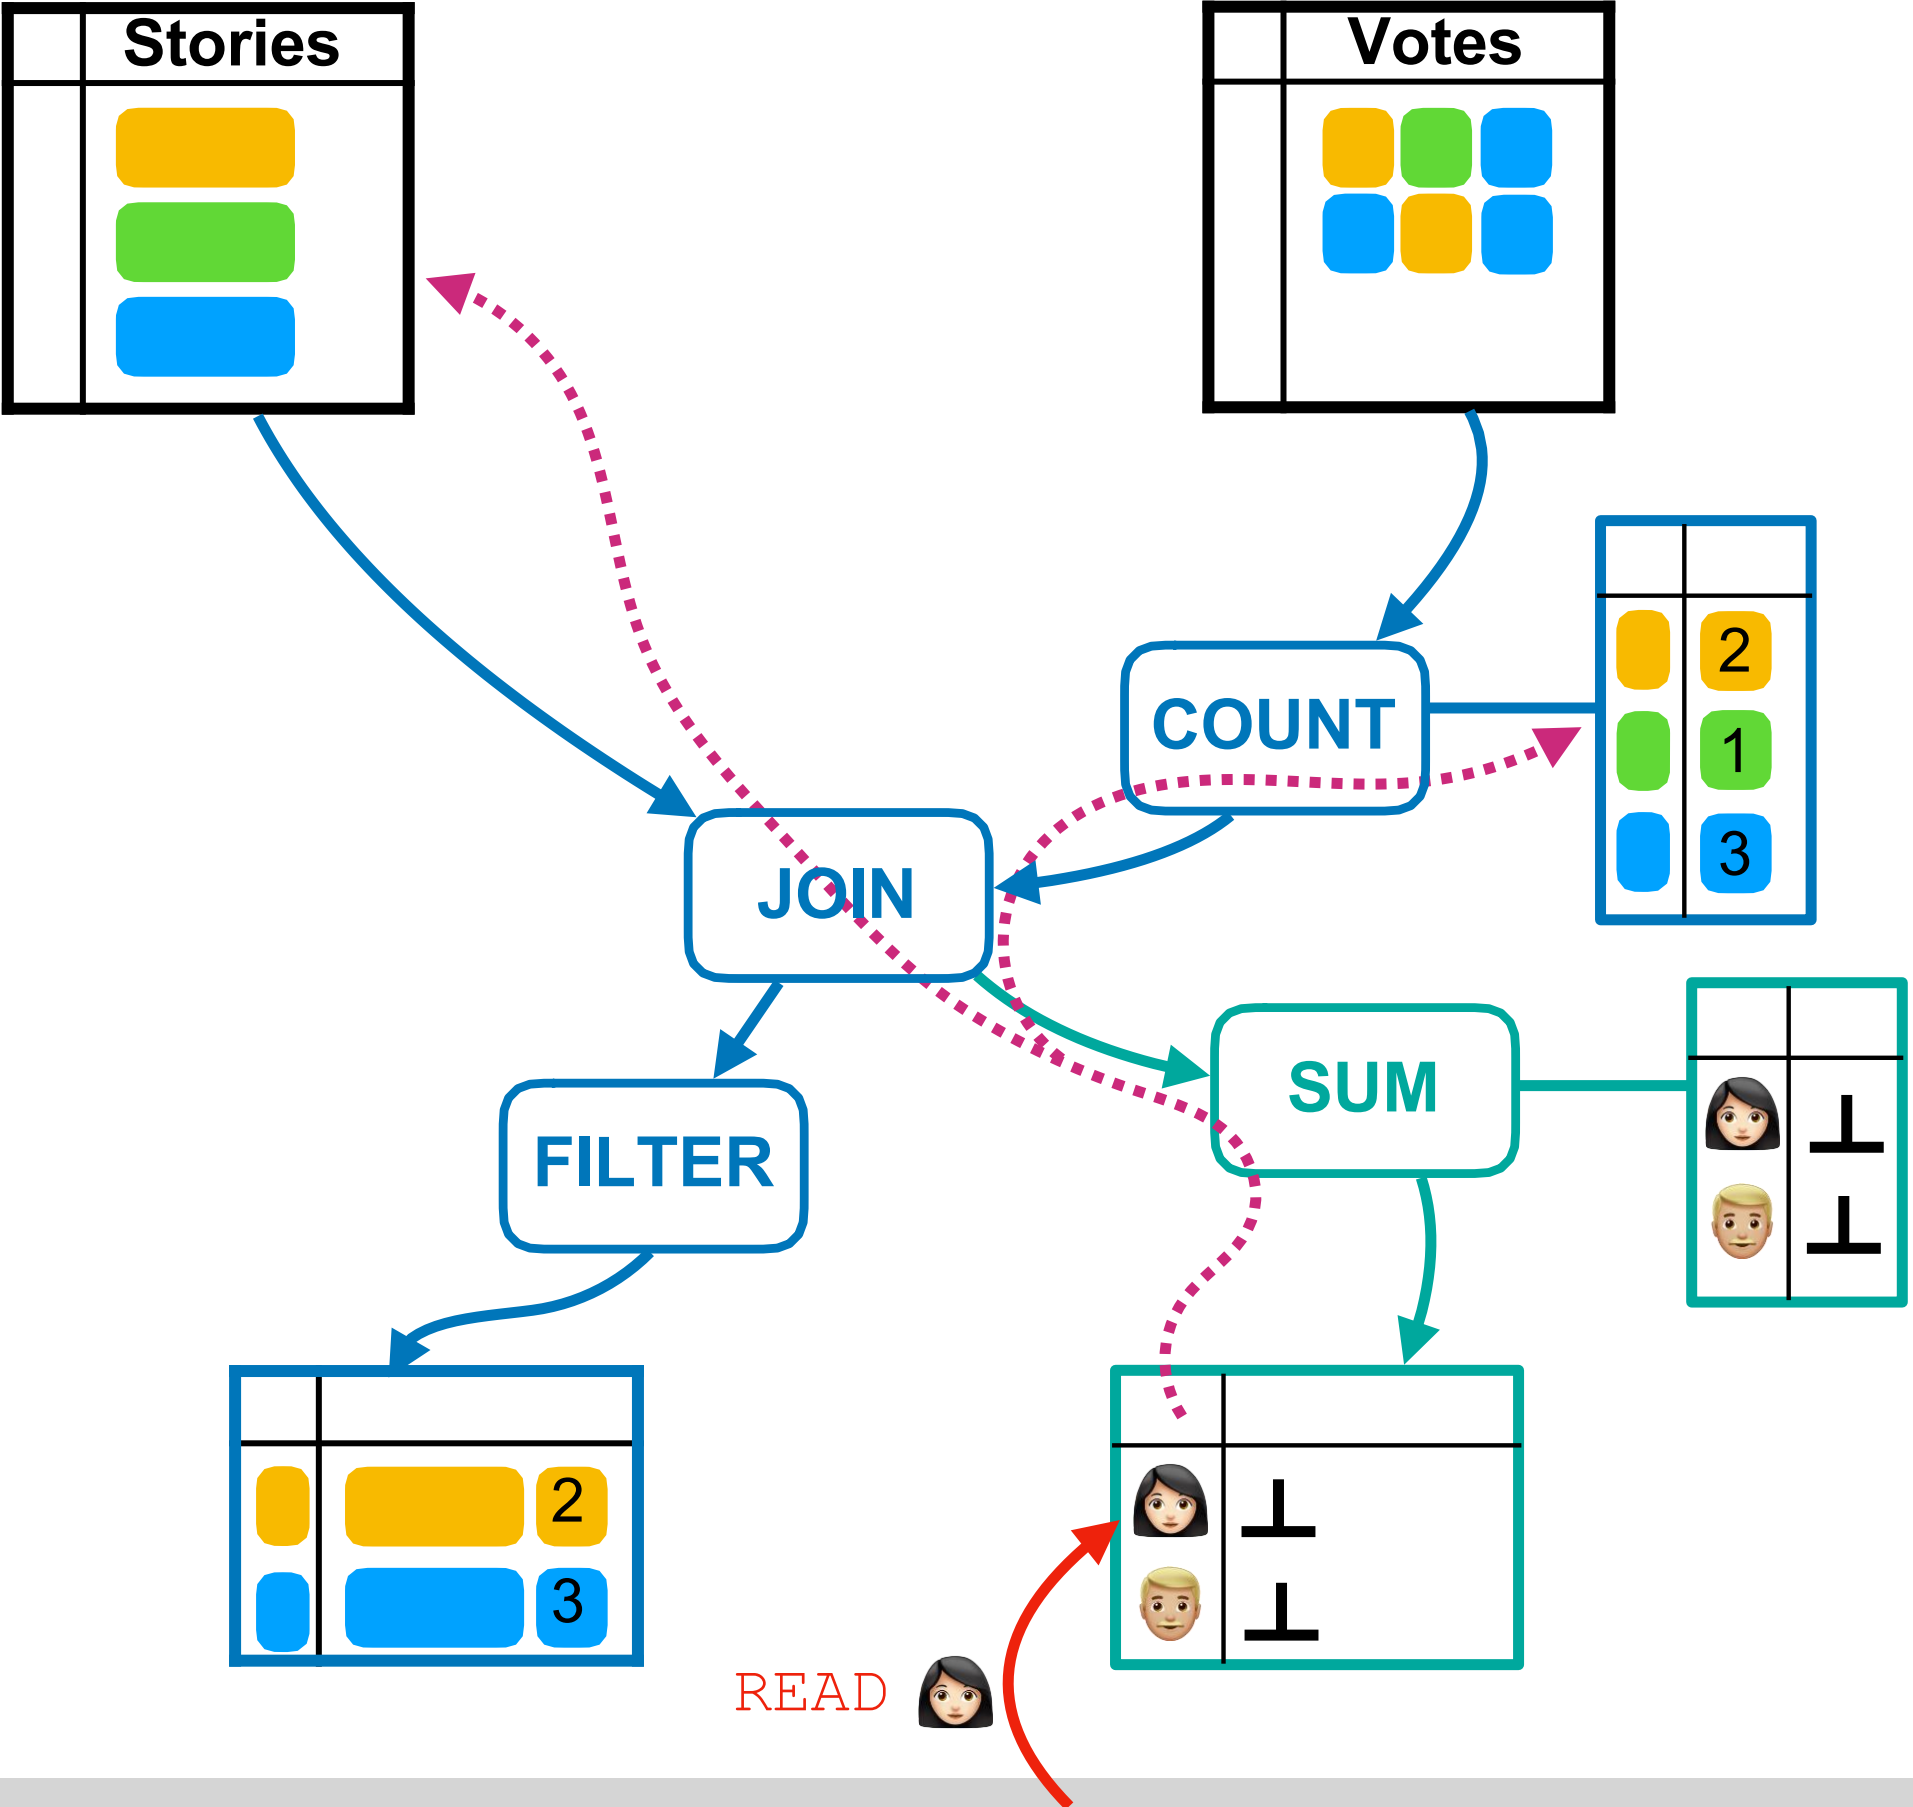 Stories
Votes
2
COUNT
1
3
JOIN
SUM
⊥
FILTER
⊥
2
⊥
3
⊥
READ